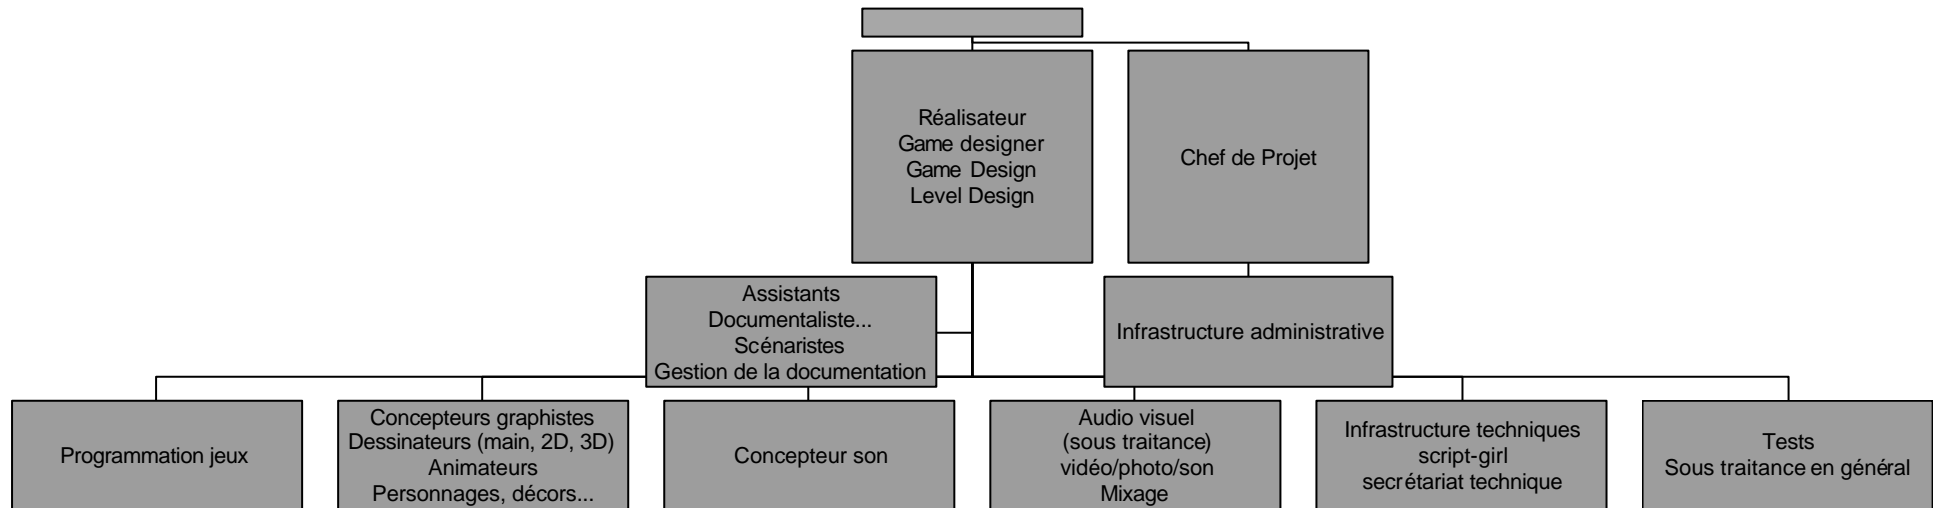 Réalisateur
Game designer
Game Design
Level Design
Chef de Projet
Assistants
Documentaliste...
Scénaristes
Gestion de la documentation
Infrastructure administrative
Programmation jeux
Concepteurs graphistes
Dessinateurs (main, 2D, 3D)
Animateurs
Personnages, décors...
Concepteur son
Audio visuel
(sous traitance)
vidéo/photo/son
Mixage
Infrastructure techniques
script-girl
secrétariat technique
Tests
Sous traitance en général